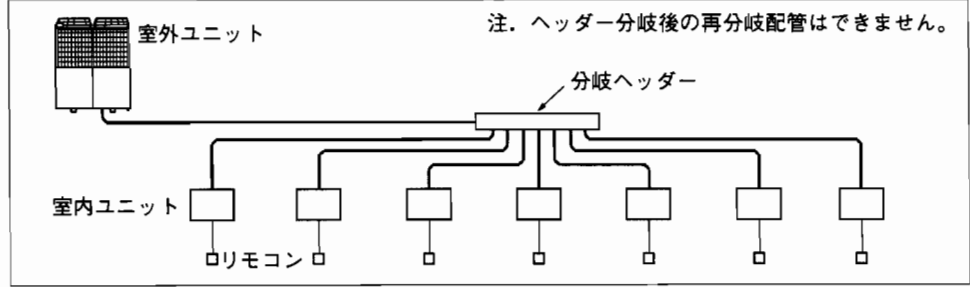 室外ユニット
注．ヘッダー分岐後の再分岐配管はできません。
分岐ヘッダー
室内ユニット
リモコン